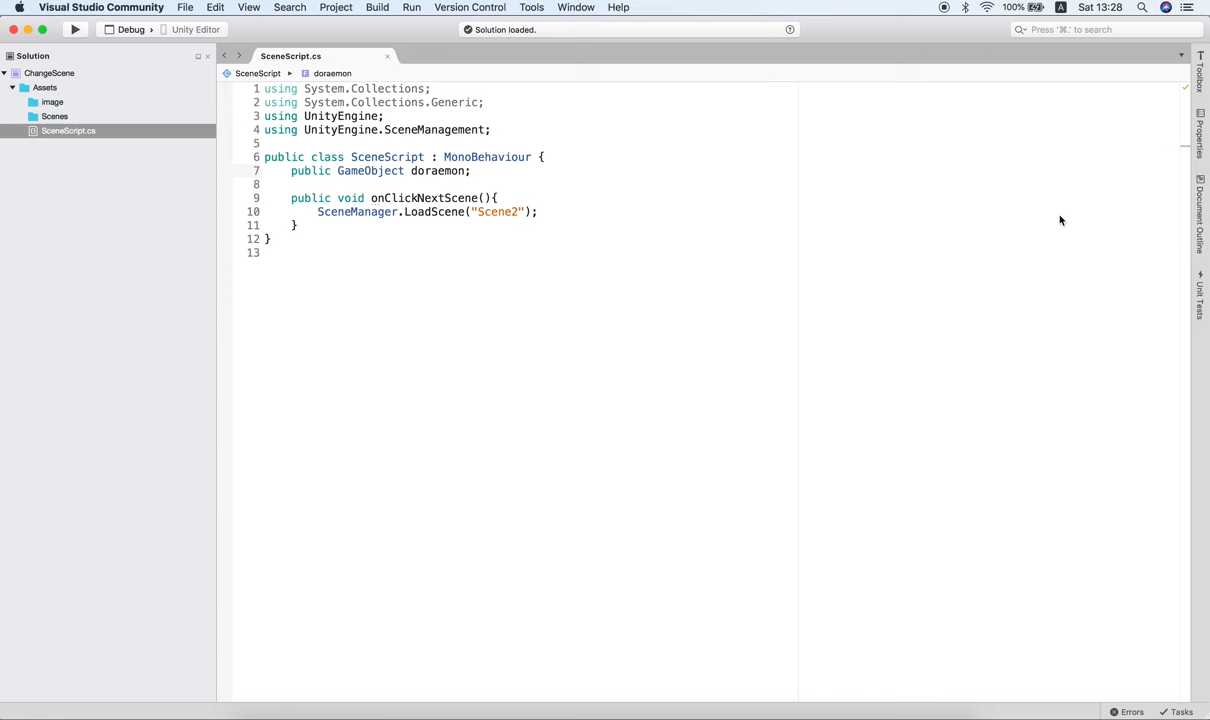 Visual Studio Community File Edit View Search Project Build Run Version Control Tools Window Help 100% A Sat 13:28
Debug › Unity Editor Solution loaded. Press '⌘.' to search
Solution SceneScript.cs
ChangeScene SceneScript doraemon
Assets
image
Scenes
SceneScript.cs
1 using System.Collections;
2 using System.Collections.Generic;
3 using UnityEngine;
4 using UnityEngine.SceneManagement;
5
6 public class SceneScript : MonoBehaviour {
7 public GameObject doraemon;
8
9 public void onClickNextScene(){
10 SceneManager.LoadScene("Scene2");
11 }
12 }
13
Toolbox
Properties
Document Outline
Unit Tests
Errors Tasks